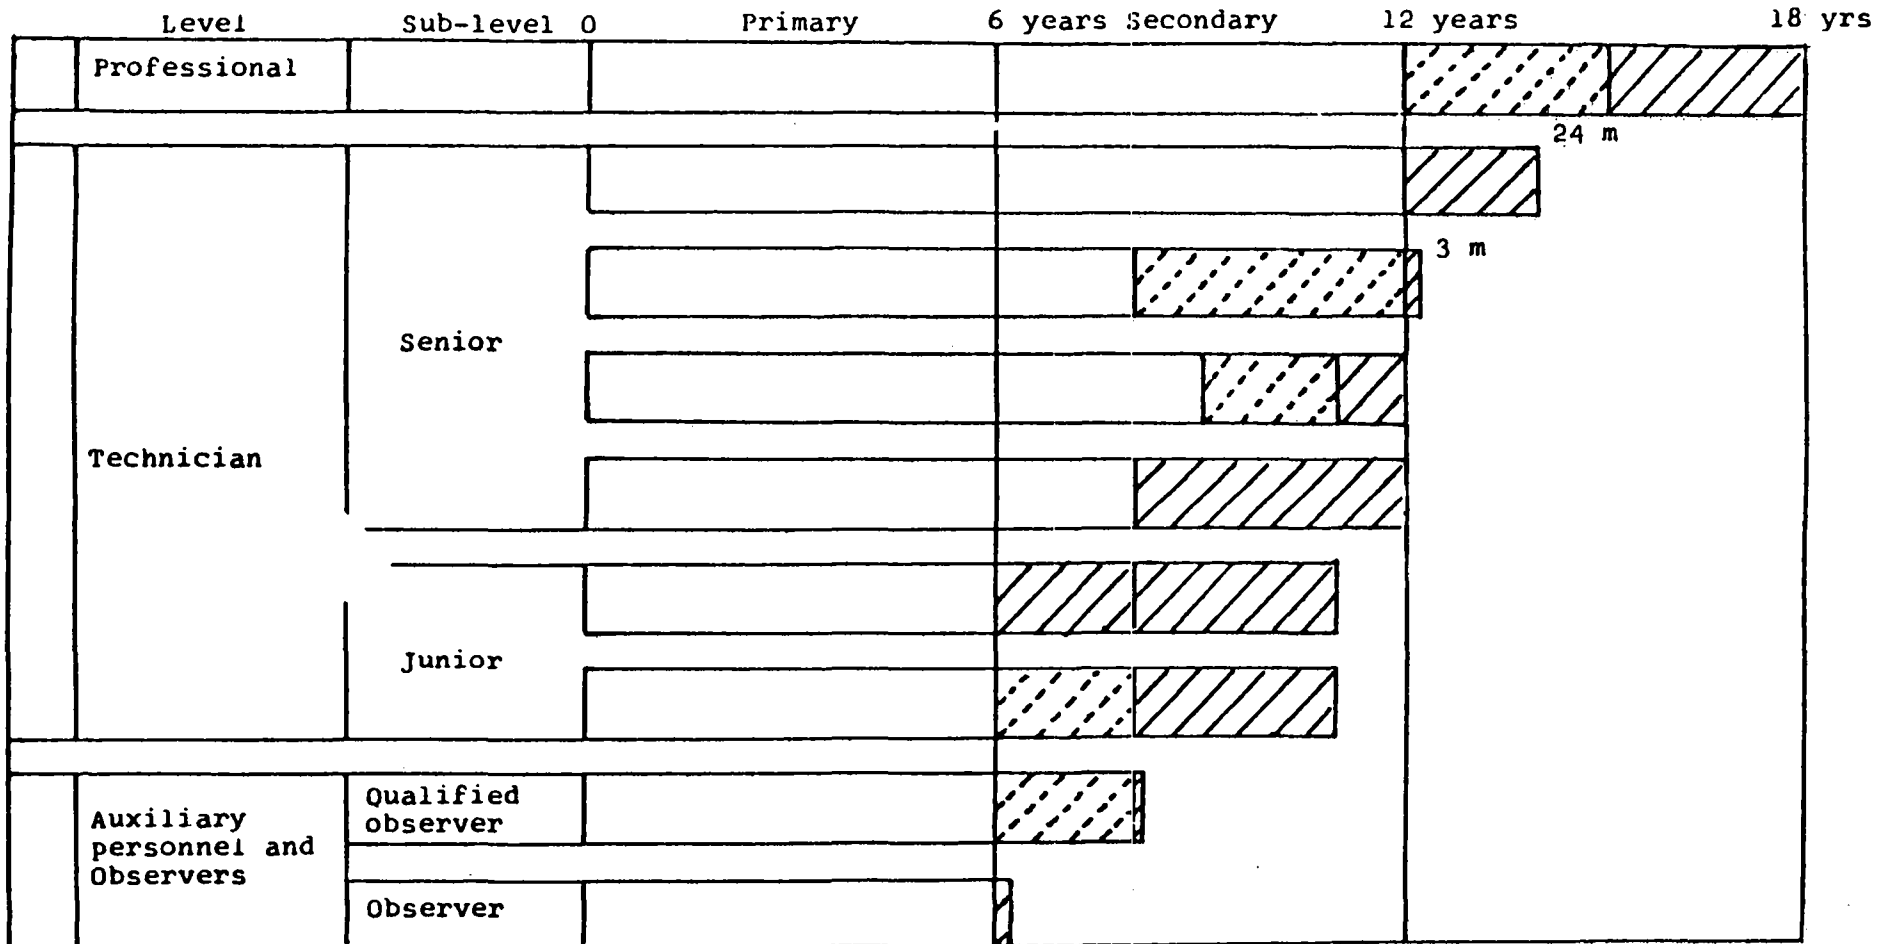 Level Sub-level 0 Primary 6 years Secondary 12 years 18 yrs
Professional
24 m
3 m
Senior
Technician
Junior
Qualified
observer
Auxiliary
personnel and
Observers
Observer